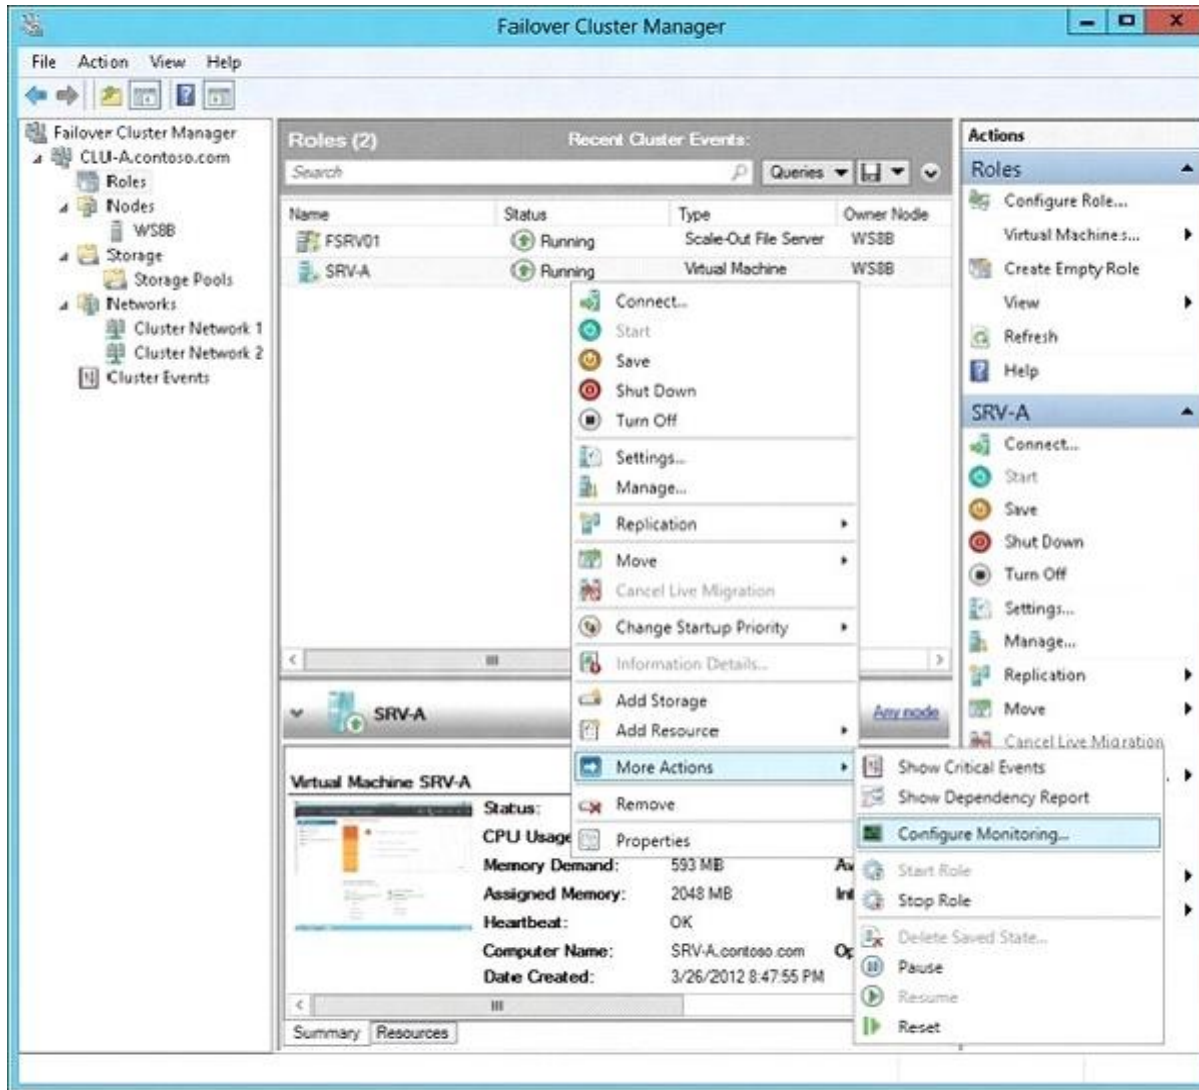 Failover Cluster Manager
File Action View Help
Failover Cluster Manager
CLU-A.contoso.com
Roles
Nodes
WS8B
Storage
Storage Pools
Networks
Cluster Network 1
Cluster Network 2
Cluster Events
Roles (2) Recent Cluster Events:
Search Queries
Name Status Type Owner Node
FSRV01 Running Scale-Out File Server WS8B
SRV-A Running Virtual Machine WS8B
Connect...
Start
Save
Shut Down
Turn Off
Settings...
Manage...
Replication
Move
Cancel Live Migration
Change Startup Priority
Information Details...
Add Storage
Add Resource
More Actions
Remove
Properties
Show Critical Events
Show Dependency Report
Configure Monitoring...
Start Role
Stop Role
Delete Saved State...
Pause
Resume
Reset
SRV-A Any node
Virtual Machine SRV-A
Status:
CPU Usage
Memory Demand: 593 MB
Assigned Memory: 2048 MB
Heartbeat: OK
Computer Name: SRV-A.contoso.com
Date Created: 3/26/2012 8:47:55 PM
Summary Resources
Actions
Roles
Configure Role...
Virtual Machines...
Create Empty Role
View
Refresh
Help
SRV-A
Connect...
Start
Save
Shut Down
Turn Off
Settings...
Manage...
Replication
Move
Cancel Live Migration